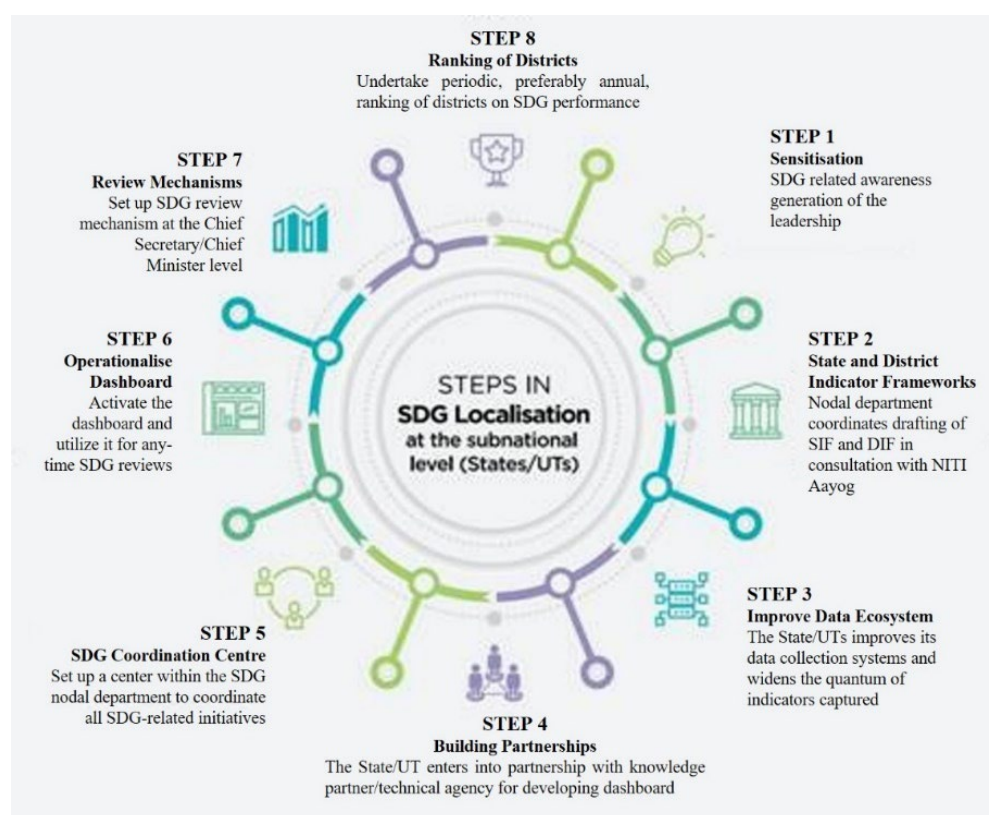 STEPS IN
SDG Localisation
at the subnational
level (States/UTs)
STEP 1
Sensitisation
SDG related awareness
generation of the
leadership
STEP 2
State and District
Indicator Frameworks
Nodal department
coordinates drafting of
SIF and DIF in
consultation with NITI
Aayog
STEP 3
Improve Data Ecosystem
The State/UTs improves its
data collection systems and
widens the quantum of
indicators captured
STEP 4
Building Partnerships
The State/UT enters into partnership with knowledge
partner/technical agency for developing dashboard
STEP 5
SDG Coordination Centre
Set up a center within the SDG
nodal department to coordinate
all SDG-related initiatives
STEP 6
Operationalise
Dashboard
Activate the
dashboard and
utilize it for any-
time SDG reviews
STEP 7
Review Mechanisms
Set up SDG review
mechanism at the Chief
Secretary/Chief
Minister level
STEP 8
Ranking of Districts
Undertake periodic, preferably annual,
ranking of districts on SDG performance